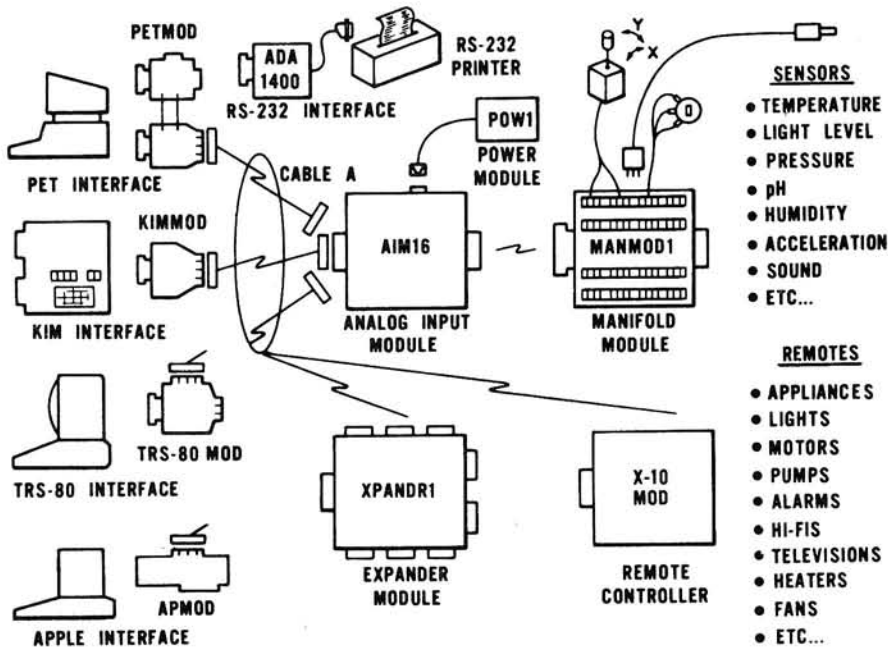 PETMOD
ADA
1400
RS-232 INTERFACE
RS-232
PRINTER
Y
X
PET INTERFACE
CABLE A
POW1
POWER
MODULE
SENSORS
• TEMPERATURE
• LIGHT LEVEL
• PRESSURE
• pH
• HUMIDITY
• ACCELERATION
• SOUND
• ETC...
KIMMOD
KIM INTERFACE
AIM16
ANALOG INPUT
MODULE
MANMOD1
MANIFOLD
MODULE
TRS-80 MOD
TRS-80 INTERFACE
XPANDR1
EXPANDER
MODULE
X-10
MOD
REMOTE
CONTROLLER
REMOTES
• APPLIANCES
• LIGHTS
• MOTORS
• PUMPS
• ALARMS
• HI-FIS
• TELEVISIONS
• HEATERS
• FANS
• ETC...
APMOD
APPLE INTERFACE